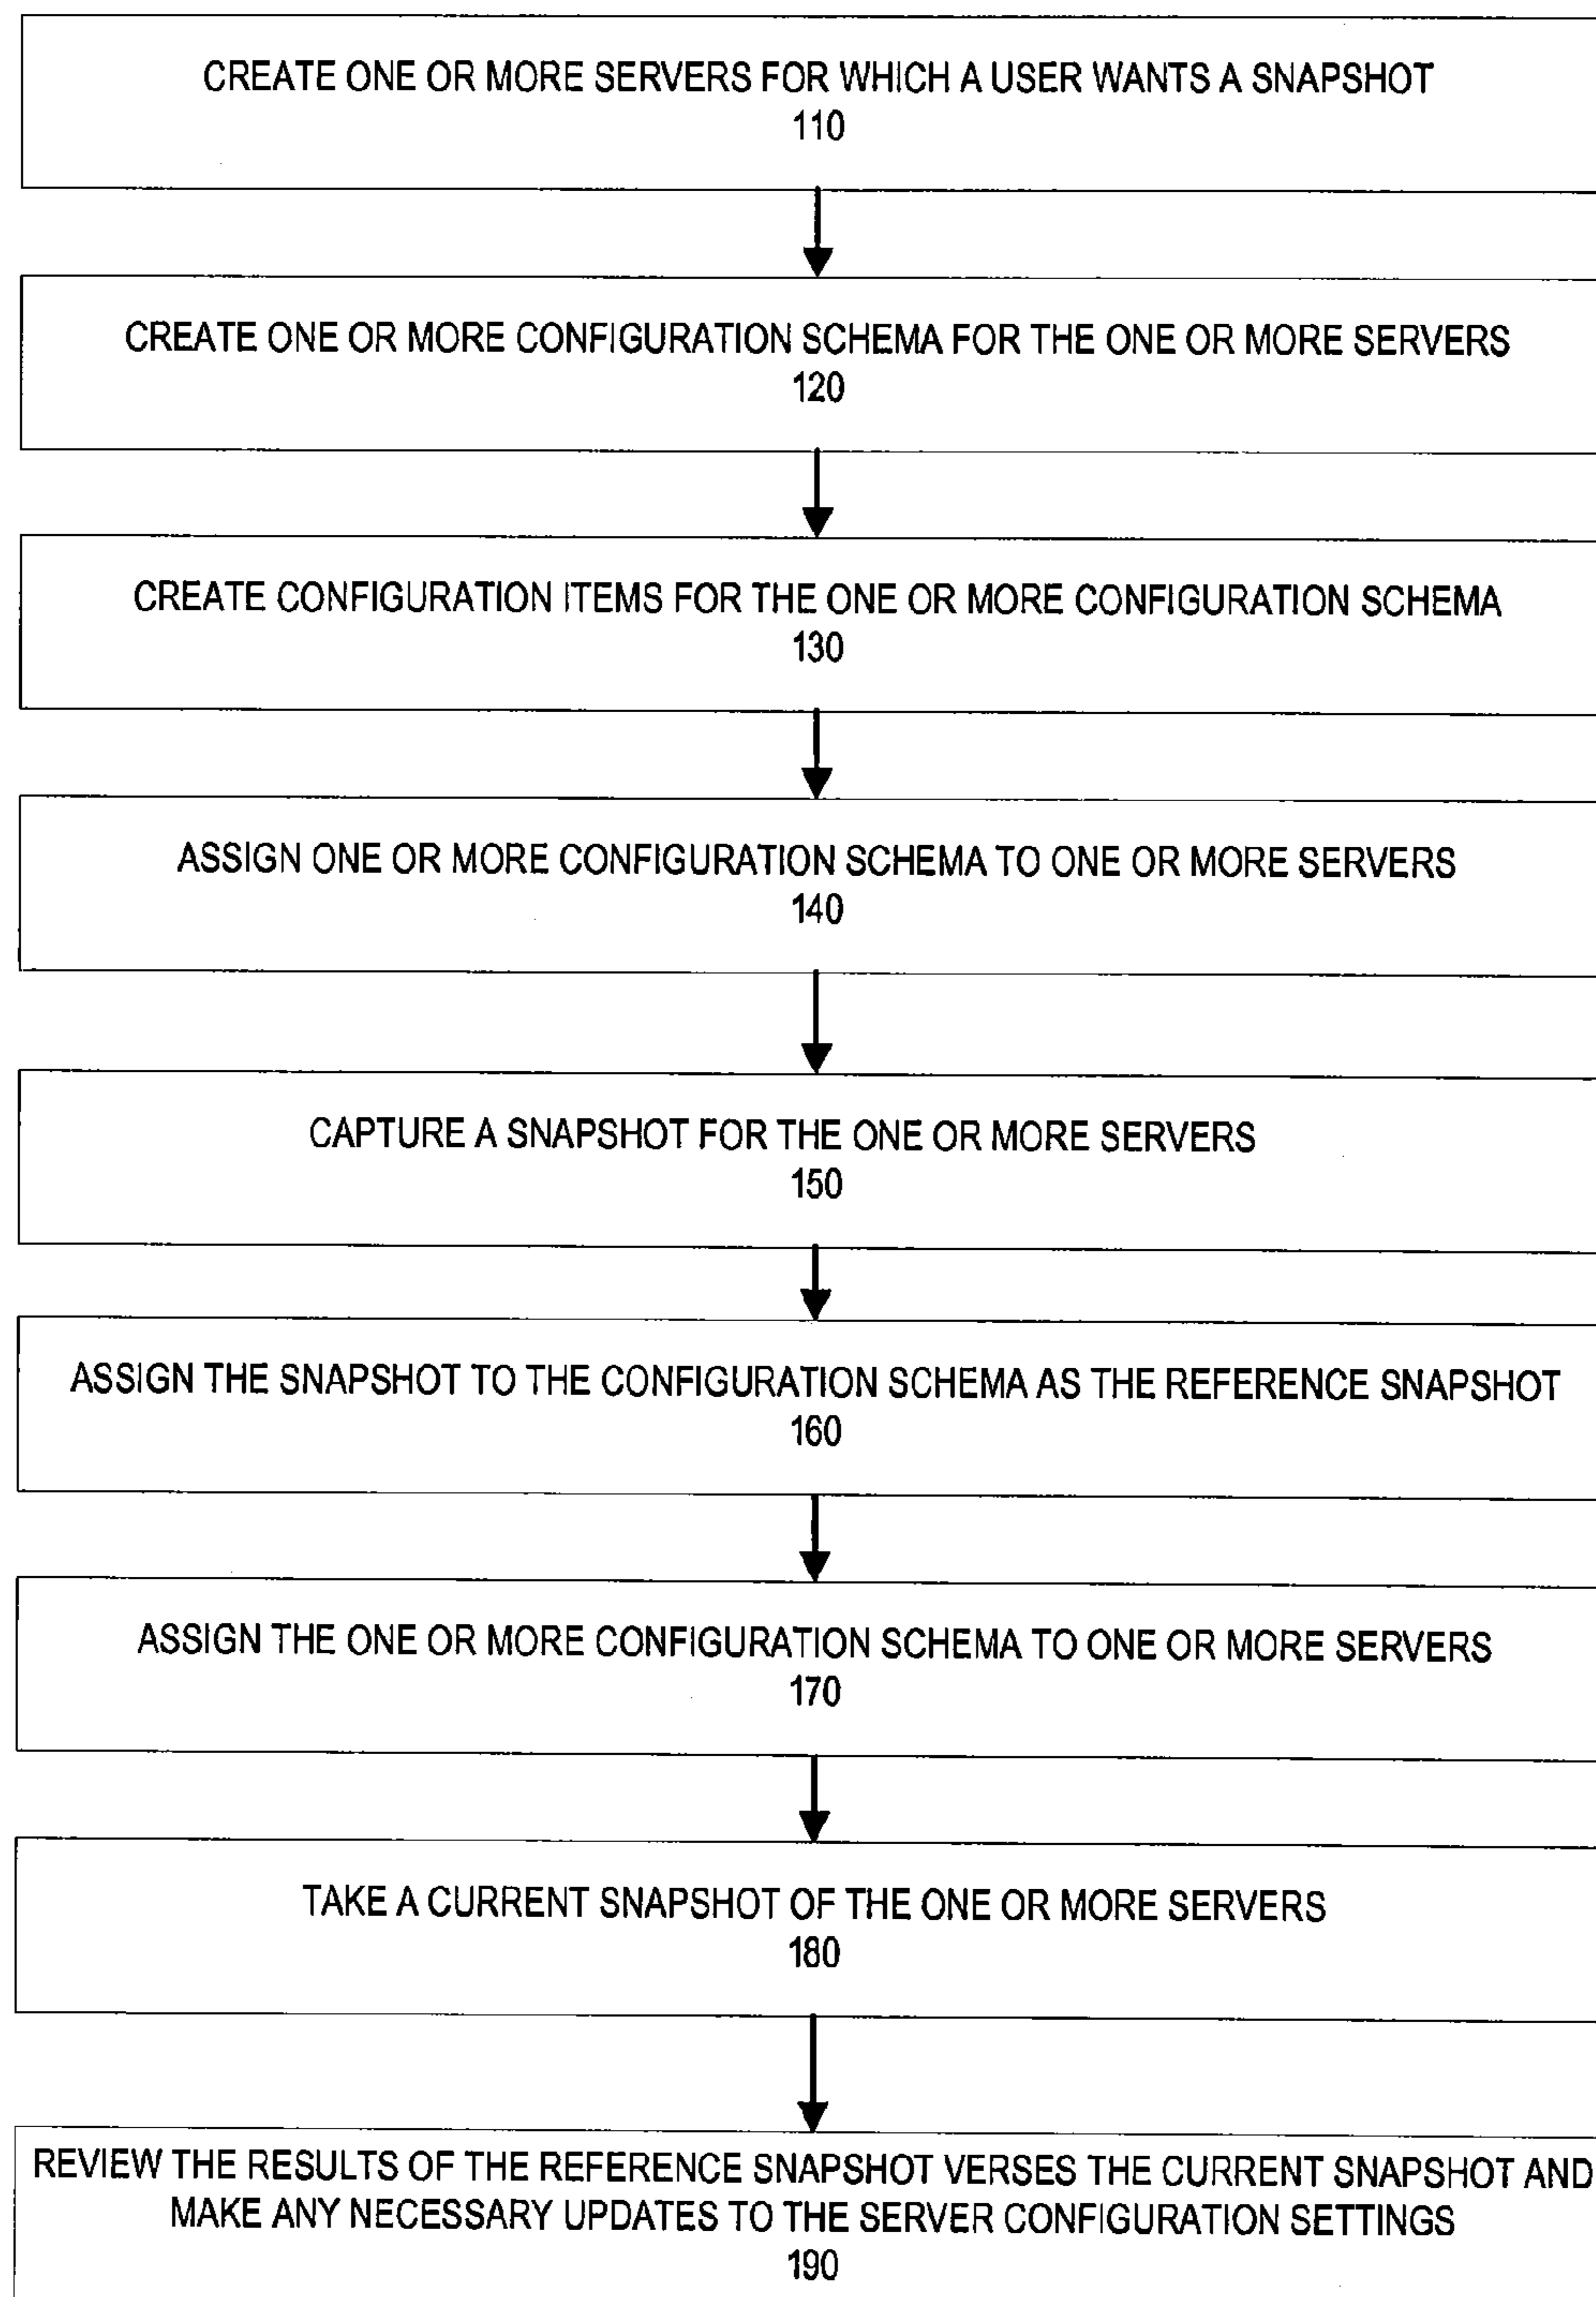 CREATE ONE OR MORE SERVERS FOR WHICH A USER WANTS A SNAPSHOT
110
CREATE ONE OR MORE CONFIGURATION SCHEMA FOR THE ONE OR MORE SERVERS
120
CREATE CONFIGURATION ITEMS FOR THE ONE OR MORE CONFIGURATION SCHEMA
130
ASSIGN ONE OR MORE CONFIGURATION SCHEMA TO ONE OR MORE SERVERS
140
CAPTURE A SNAPSHOT FOR THE ONE OR MORE SERVERS
150
ASSIGN THE SNAPSHOT TO THE CONFIGURATION SCHEMA AS THE REFERENCE SNAPSHOT
160
ASSIGN THE ONE OR MORE CONFIGURATION SCHEMA TO ONE OR MORE SERVERS
170
TAKE A CURRENT SNAPSHOT OF THE ONE OR MORE SERVERS
180
REVIEW THE RESULTS OF THE REFERENCE SNAPSHOT VERSES THE CURRENT SNAPSHOT AND
MAKE ANY NECESSARY UPDATES TO THE SERVER CONFIGURATION SETTINGS
190